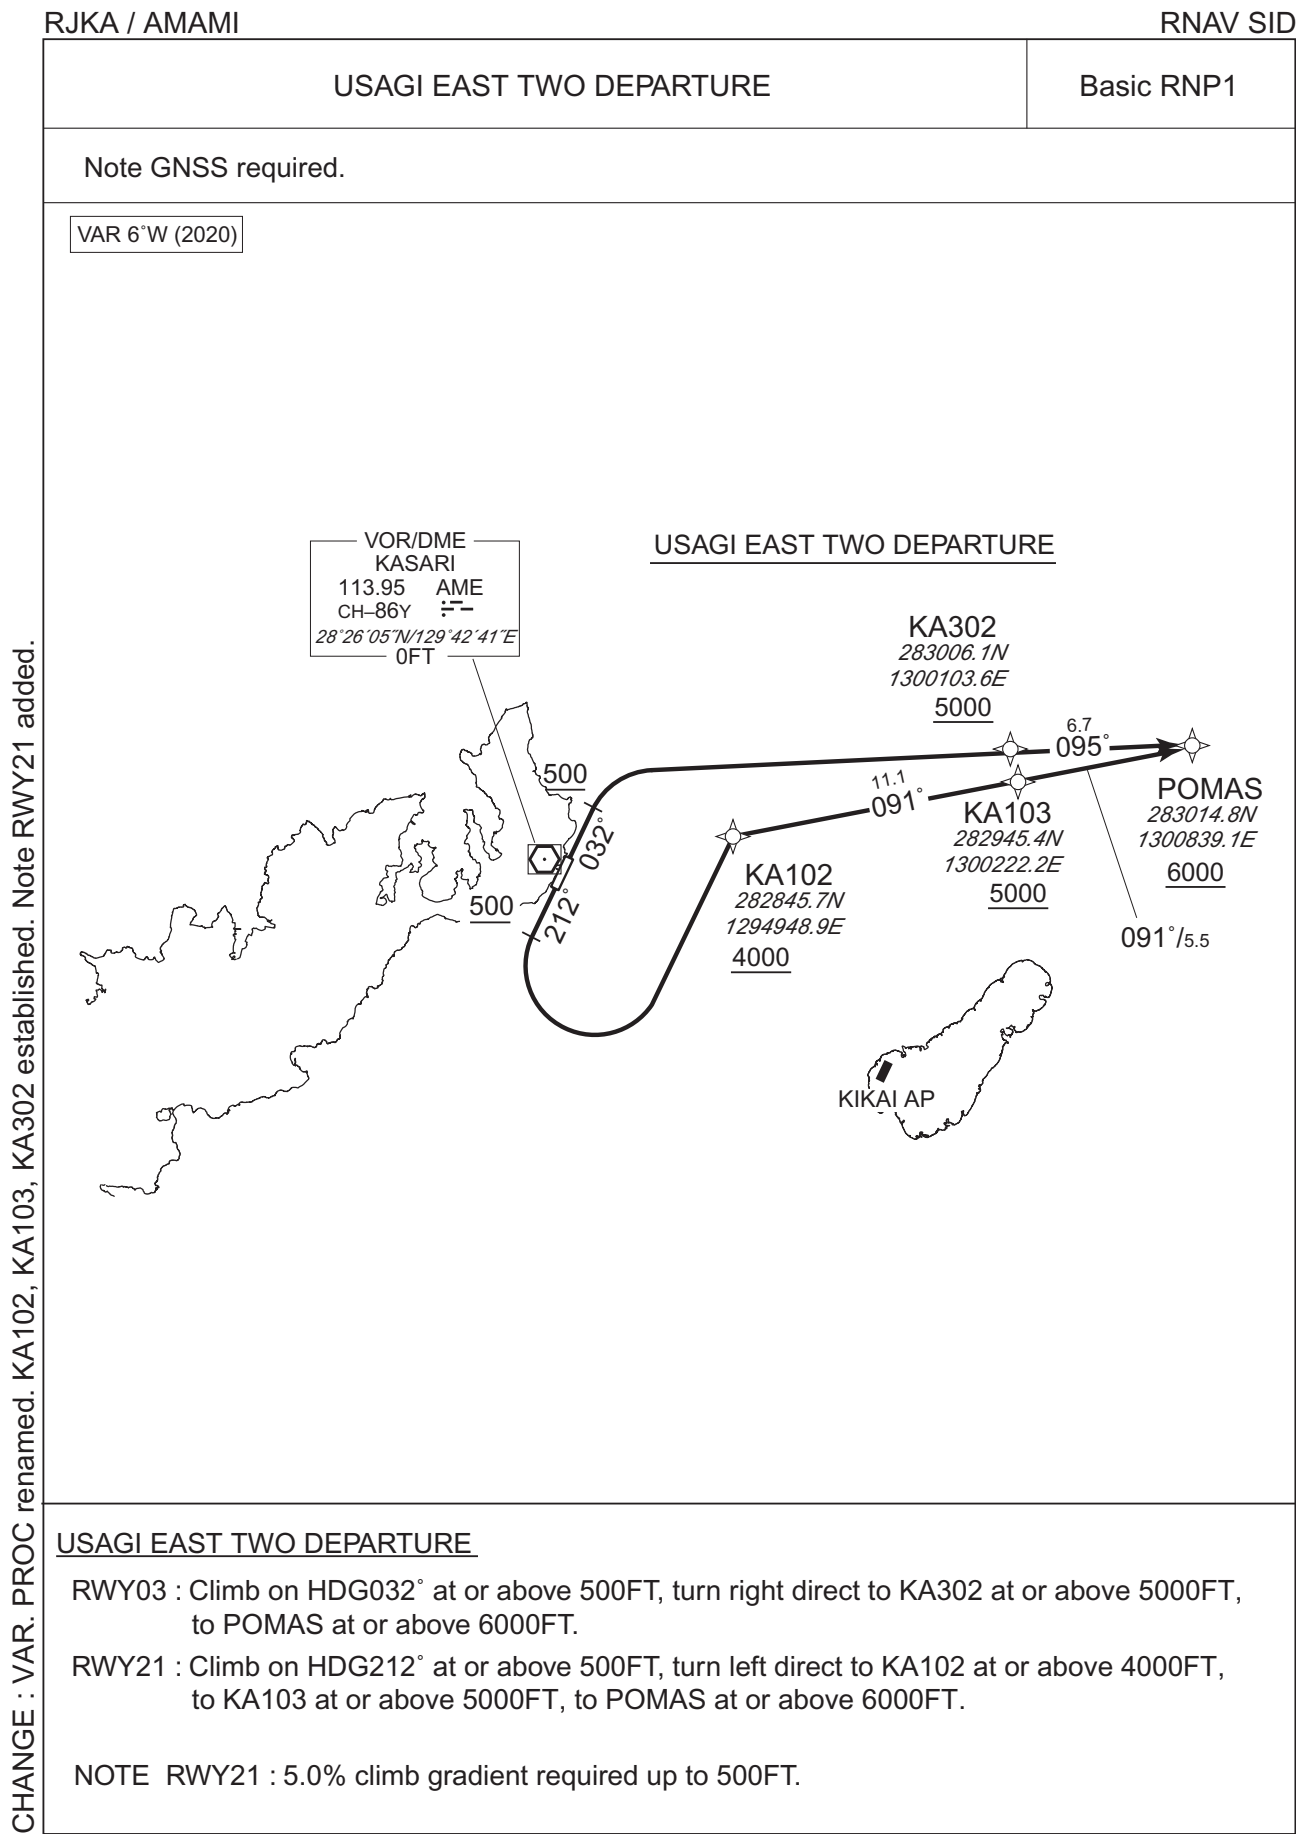 RJKA / AMAMI
RNAV SID
USAGI EAST TWO DEPARTURE
Basic RNP1
Note GNSS required.
VAR 6˚W (2020)
VOR/DME
KASARI
113.95 AME
CH–86Y
28˚26´05˝N/129˚42´41˝E
0FT
USAGI EAST TWO DEPARTURE
KA302
283006.1N
1300103.6E
5000
6.7
095˚
500
11.1
091˚
POMAS
283014.8N
1300839.1E
6000
KA103
282945.4N
1300222.2E
5000
032˚
KA102
282845.7N
1294948.9E
4000
500
212˚
091˚/5.5
KIKAI AP
USAGI EAST TWO DEPARTURE
RWY03 : Climb on HDG032˚ at or above 500FT, turn right direct to KA302 at or above 5000FT,
to POMAS at or above 6000FT.
RWY21 : Climb on HDG212˚ at or above 500FT, turn left direct to KA102 at or above 4000FT,
to KA103 at or above 5000FT, to POMAS at or above 6000FT.
NOTE RWY21 : 5.0% climb gradient required up to 500FT.
CHANGE : VAR. PROC renamed. KA102, KA103, KA302 established. Note RWY21 added.